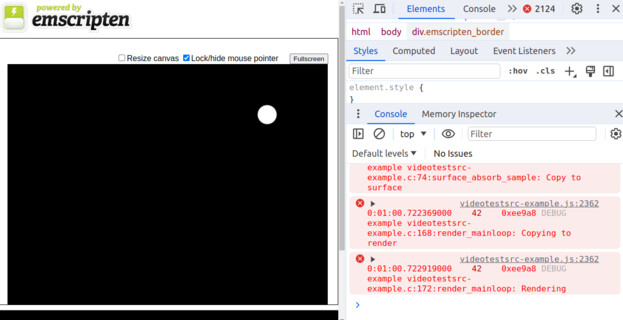 powered by
emscripten
Resize canvas
Lock/hide mouse pointer
Fullscreen
Elements
Console
2124
html
body
div.emscripten_border
Styles
Computed
Layout
Event Listeners
Filter
:hov
.cls
element.style {
}
Console
Memory Inspector
top
Filter
Default levels
No Issues
example videotestsrc-
example.c:74:surface_absorb_sample: Copy to
surface
videotestsrc-example.js:2362
0:01:00.722369000 42 0xee9a8 DEBUG
example videotestsrc-
example.c:168:render_mainloop: Copying to
render
videotestsrc-example.js:2362
0:01:00.722919000 42 0xee9a8 DEBUG
example videotestsrc-
example.c:172:render_mainloop: Rendering